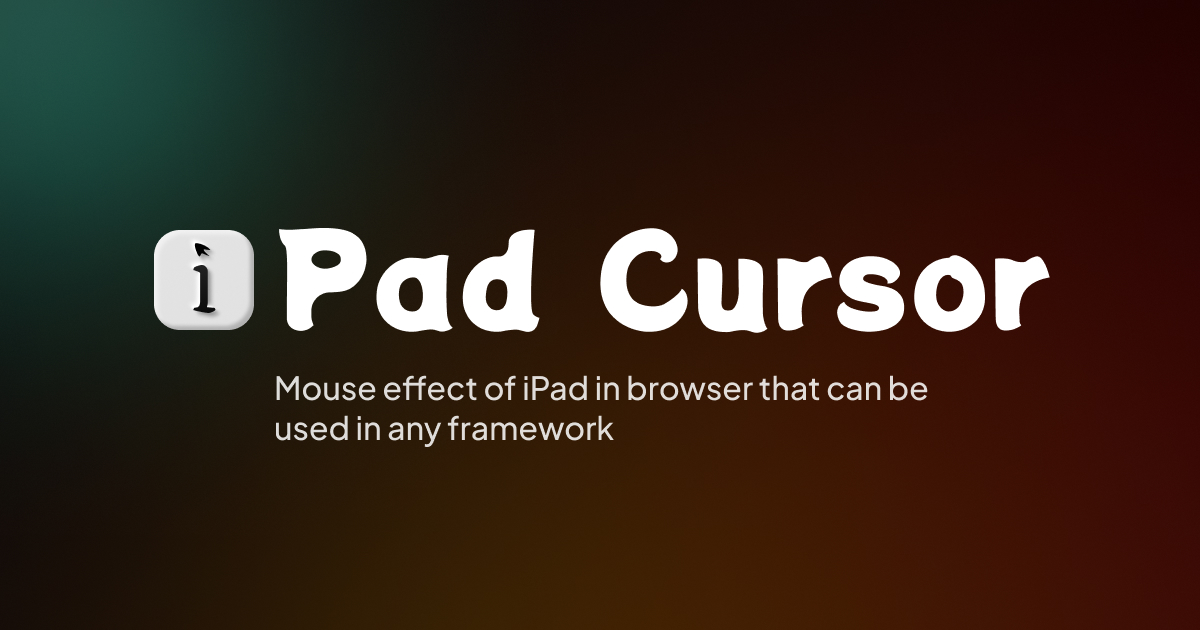 iPad Cursor
Mouse effect of iPad in browser that can be
used in any framework